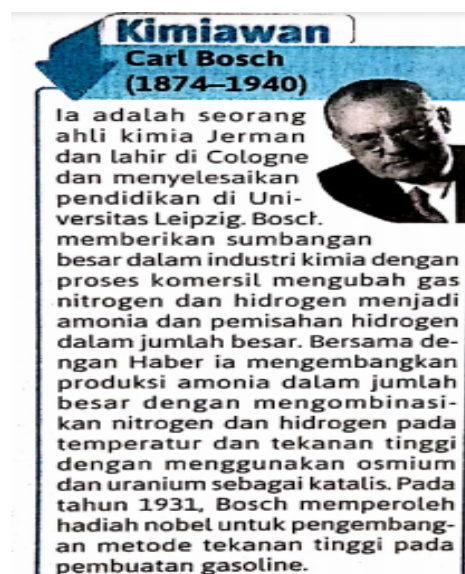 Kimiawan
Carl Bosch
(1874–1940)
Ia adalah seorang
ahli kimia Jerman
dan lahir di Cologne
dan menyelesaikan
pendidikan di Uni-
versitas Leipzig. Bosch
memberikan sumbangan
besar dalam industri kimia dengan
proses komersil mengubah gas
nitrogen dan hidrogen menjadi
amonia dan pemisahan hidrogen
dalam jumlah besar. Bersama de-
ngan Haber ia mengembangkan
produksi amonia dalam jumlah
besar dengan mengombinasi-
kan nitrogen dan hidrogen pada
temperatur dan tekanan tinggi
dengan menggunakan osmium
dan uranium sebagai katalis. Pada
tahun 1931, Bosch memperoleh
hadiah nobel untuk pengembang-
an metode tekanan tinggi pada
pembuatan gasoline.